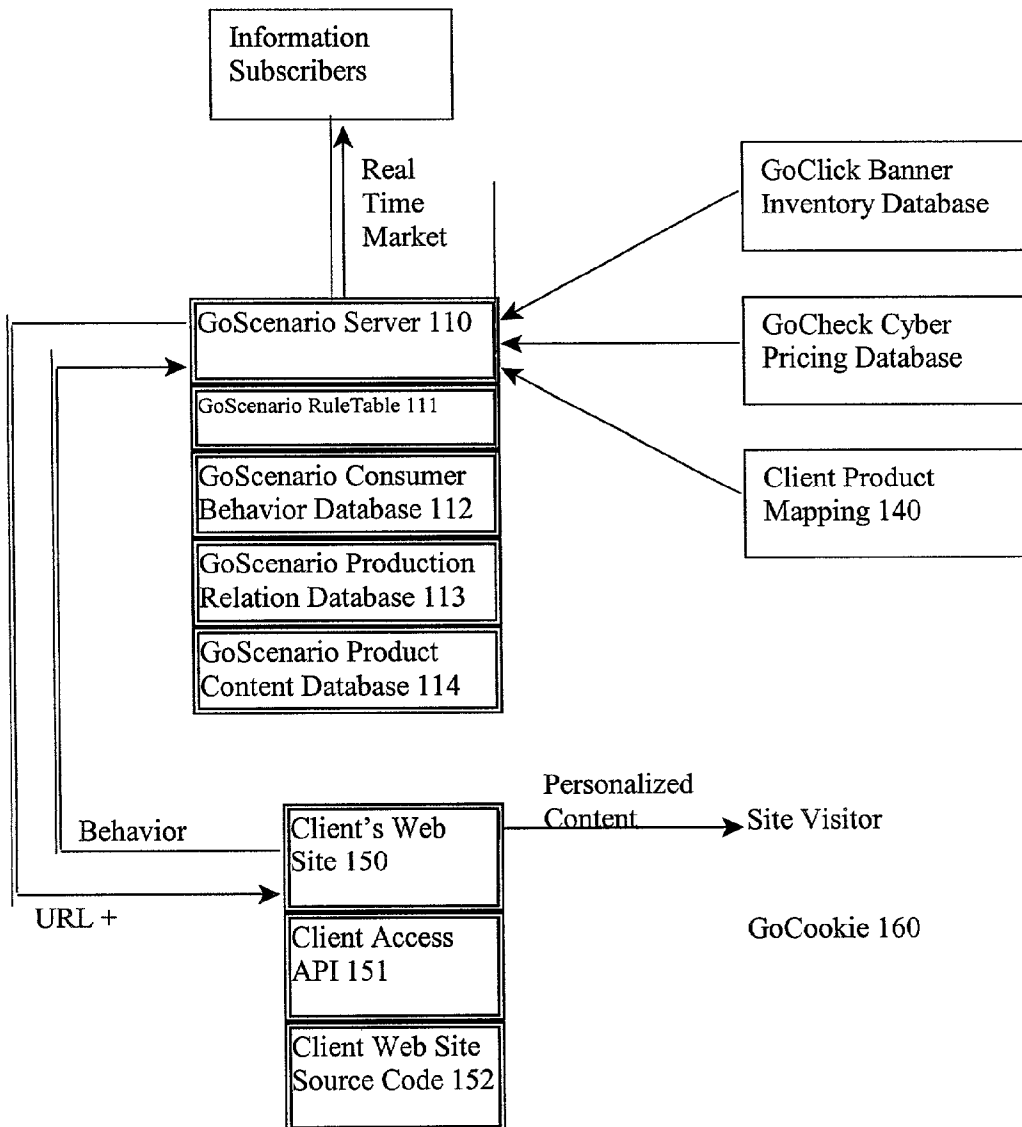 Information
Subscribers
Real
Time
Market
GoClick Banner
Inventory Database
GoScenario Server 110
GoCheck Cyber
Pricing Database
GoScenario RuleTable 111
GoScenario Consumer
Behavior Database 112
Client Product
Mapping 140
GoScenario Production
Relation Database 113
GoScenario Product
Content Database 114
Personalized
Content
Behavior
Client's Web
Site 150
Site Visitor
URL +
Client Access
API 151
GoCookie 160
Client Web Site
Source Code 152